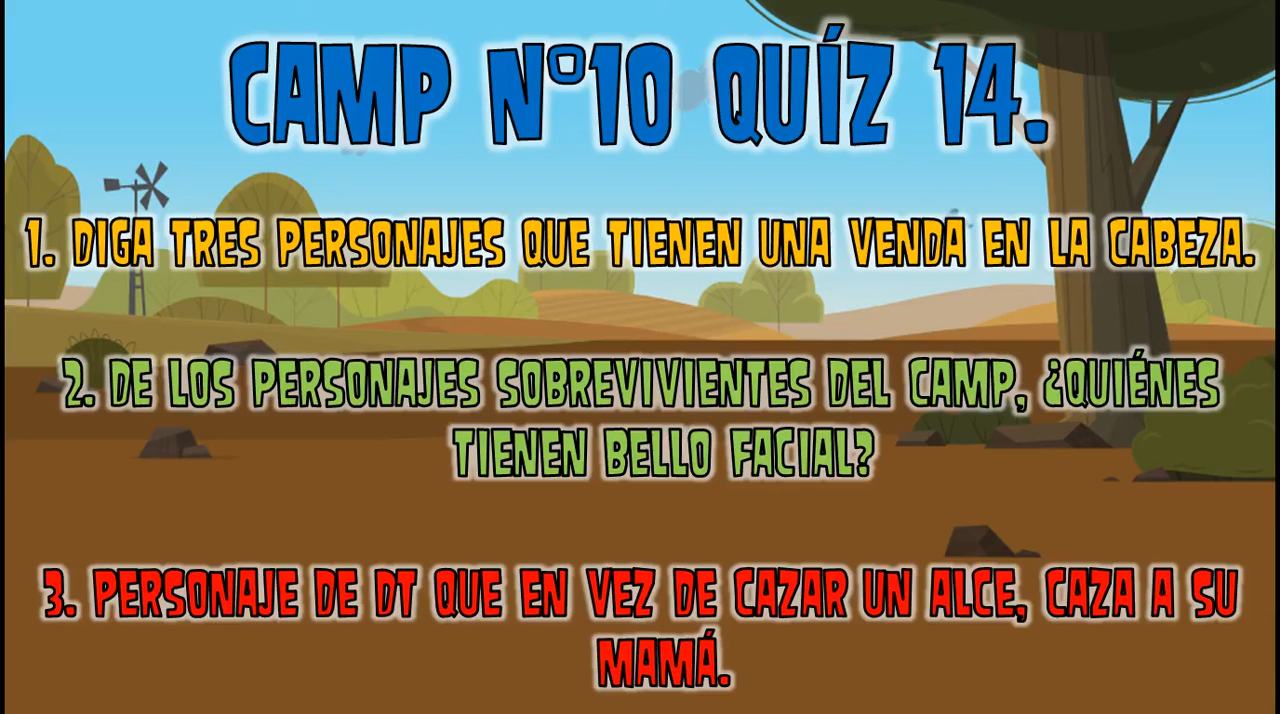 CAMP Nº10 QUÍZ 14.
1. DIGA TRES PERSONAJES QUE TIENEN UNA VENDA EN LA CABEZA.
2. DE LOS PERSONAJES SOBREVIVIENTES DEL CAMP, ¿QUIÉNES
TIENEN BELLO FACIAL?
3. PERSONAJE DE DT QUE EN VEZ DE CAZAR UN ALCE, CAZA A SU
MAMÁ.